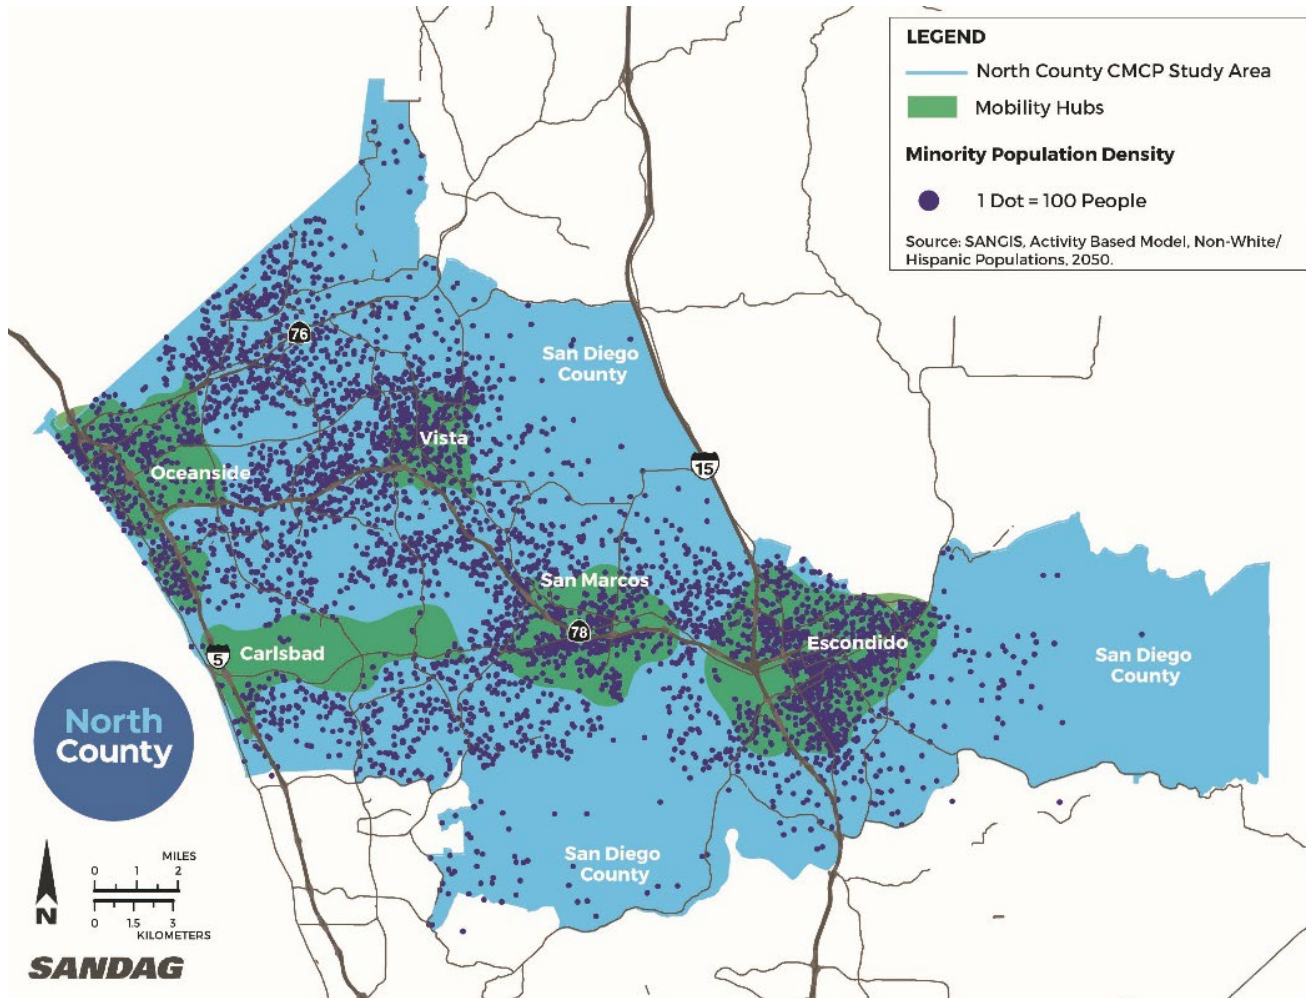 LEGEND
North County CMCP Study Area
Mobility Hubs
Minority Population Density
1 Dot = 100 People
Source: SANGIS, Activity Based Model, Non-White/
Hispanic Populations, 2050.
76
San Diego
County
Vista
15
Oceanside
San Marcos
78
Escondido
5
Carlsbad
San Diego
County
North
County
San Diego
County
MILES
0 1 2
0 1.5 3
KILOMETERS
N
SANDAG